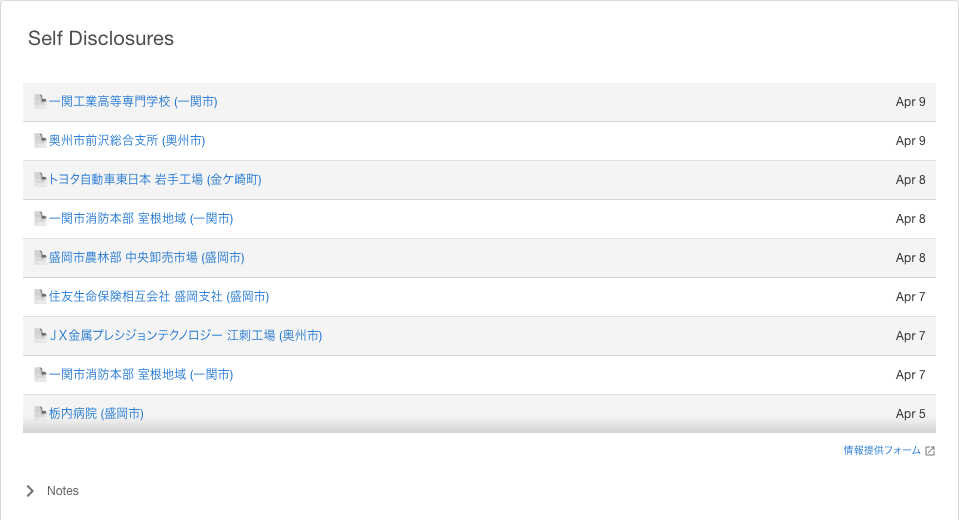 Self Disclosures
一関工業高等専門学校 (一関市) Apr 9
奥州市前沢総合支所 (奥州市) Apr 9
トヨタ自動車東日本 岩手工場 (金ケ崎町) Apr 8
一関市消防本部 室根地域 (一関市) Apr 8
盛岡市農林部 中央卸売市場 (盛岡市) Apr 8
住友生命保険相互会社 盛岡支社 (盛岡市) Apr 7
ＪＸ金属プレシジョンテクノロジー 江刺工場 (奥州市) Apr 7
一関市消防本部 室根地域 (一関市) Apr 7
栃内病院 (盛岡市) Apr 5
情報提供フォーム
Notes